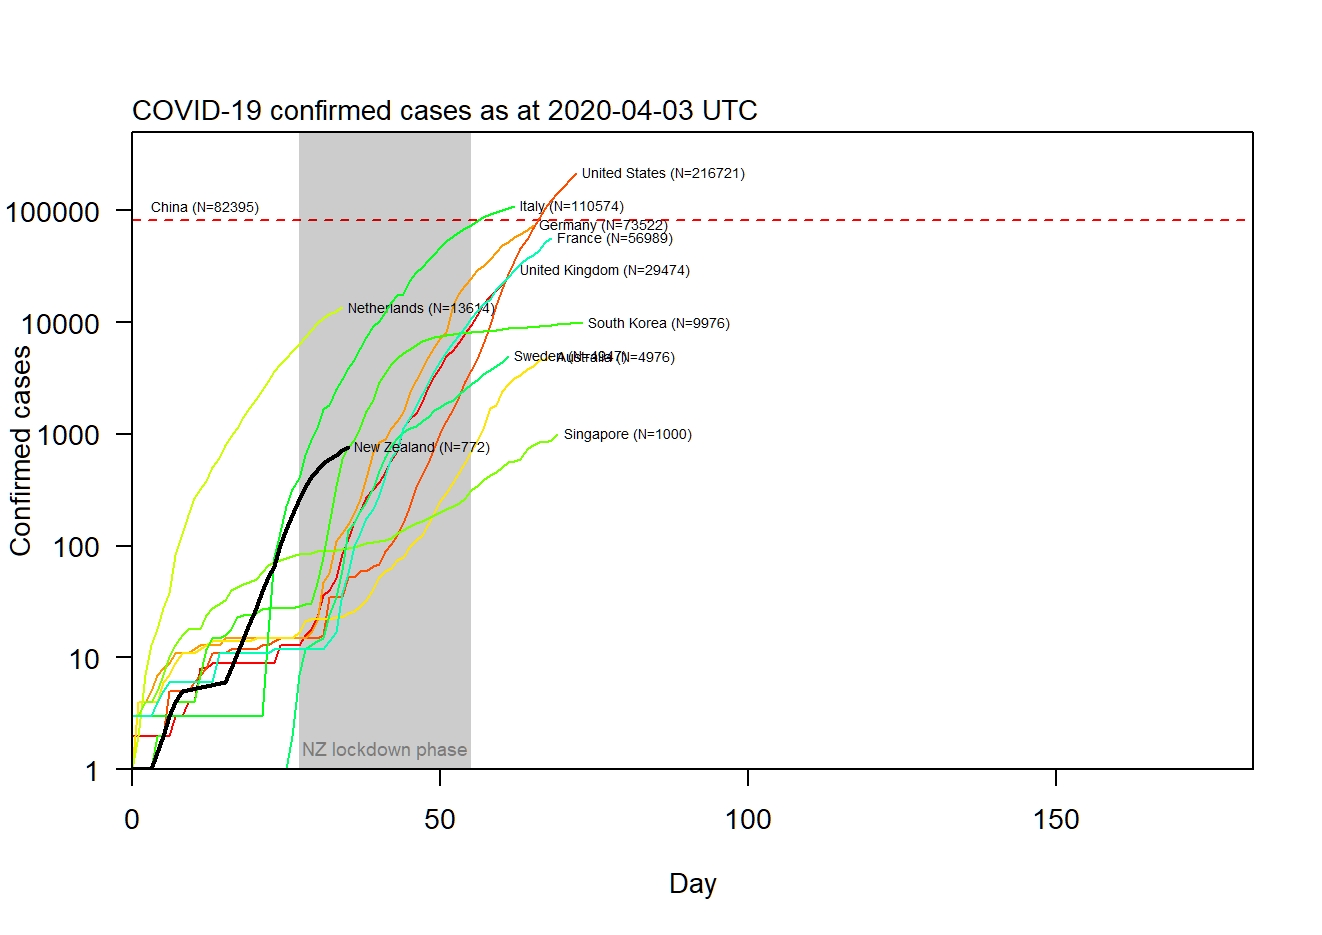 COVID-19 confirmed cases as at 2020-04-03 UTC
United States (N=216721)
China (N=82395)
Italy (N=110574)
Germany (N=73522)
France (N=56989)
United Kingdom (N=29474)
Netherlands (N=13614)
South Korea (N=9976)
Sweden (N=4947)
Australia (N=4976)
Singapore (N=1000)
New Zealand (N=772)
NZ lockdown phase
Confirmed cases
100000
10000
1000
100
10
1
0 50 100 150
Day